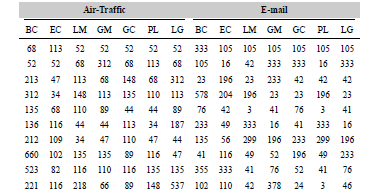 Air-Traffic E-mail
BC EC LM GM GC PL LG BC EC LM GM GC PL LG
68 113 52 52 52 52 52 333 105 105 105 105 105 105
52 52 68 312 68 113 68 105 16 42 333 333 16 333
213 47 113 68 148 68 312 23 196 23 233 42 42 42
312 34 148 113 135 110 113 578 204 196 23 23 196 23
135 68 110 89 44 44 89 76 42 3 41 76 3 41
136 116 44 44 113 34 187 233 49 333 16 41 333 16
212 109 34 47 110 47 44 135 56 299 196 233 299 196
660 102 135 135 89 116 47 41 116 49 52 196 49 233
523 82 116 110 116 135 135 355 333 41 76 52 41 76
221 116 218 66 89 148 537 102 110 42 378 24 3 46